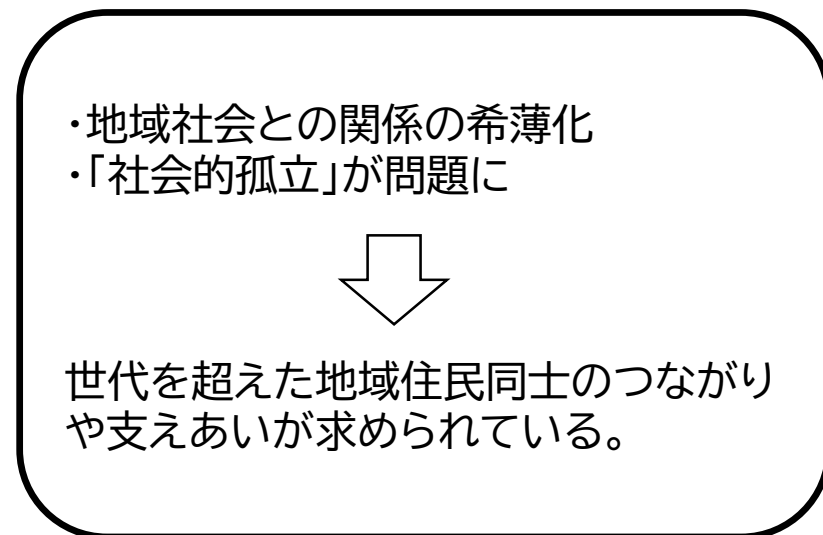 ・地域社会との関係の希薄化
・「社会的孤立」が問題に
世代を超えた地域住民同士のつながり
や支えあいが求められている。